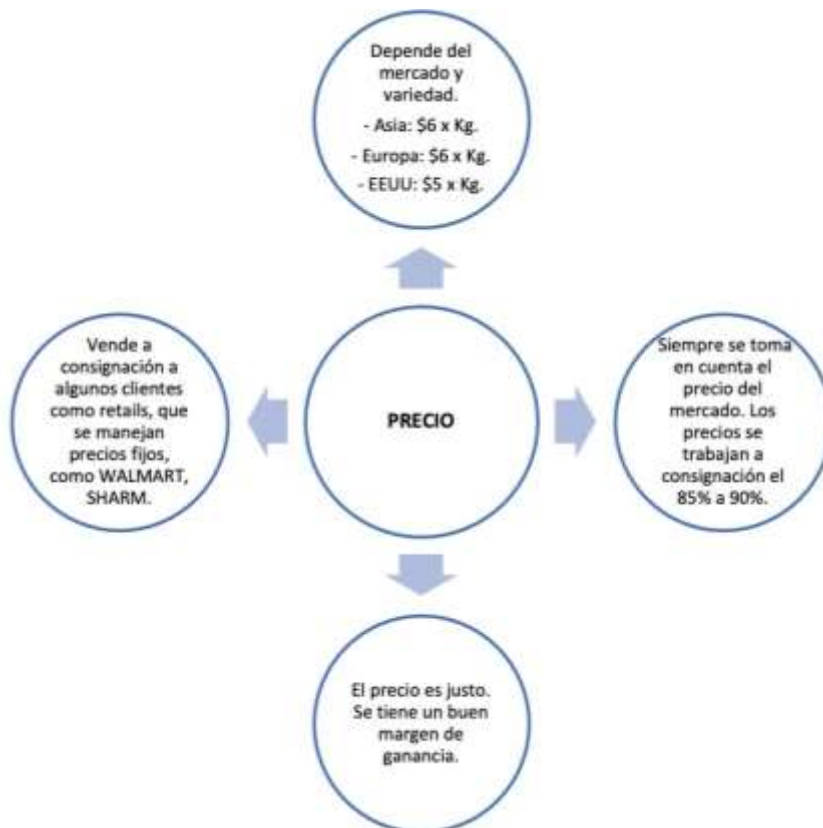 Depende del
mercado y
variedad.
- Asia: $6 x Kg.
- Europa: $6 x Kg.
- EEUU: $5 x Kg.
Vende a
consignación a
algunos clientes
como retails, que
se manejan
precios fijos,
como WALMART,
SHARM.
PRECIO
Siempre se toma
en cuenta el
precio del
mercado. Los
precios se
trabajan a
consignación el
85% a 90%.
El precio es justo.
Se tiene un buen
margen de
ganancia.